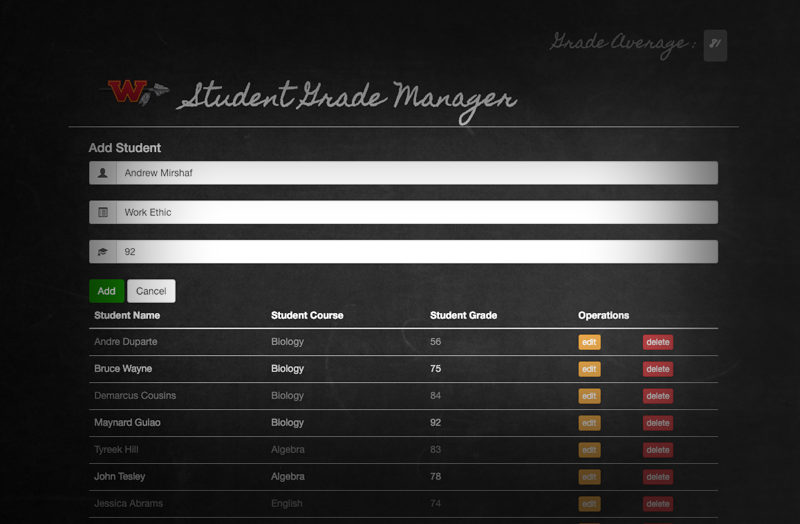 Grade Average : 81
W Student Grade Manager
Add Student
Andrew Mirshaf
Work Ethic
92
Add Cancel
Student Name Student Course Student Grade Operations
Andre Duparte Biology 56 edit delete
Bruce Wayne Biology 75 edit delete
Demarcus Cousins Biology 84 edit delete
Maynard Guiao Biology 92 edit delete
Tyreek Hill Algebra 83 edit delete
John Tesley Algebra 78 edit delete
Jessica Abrams English 74 edit delete